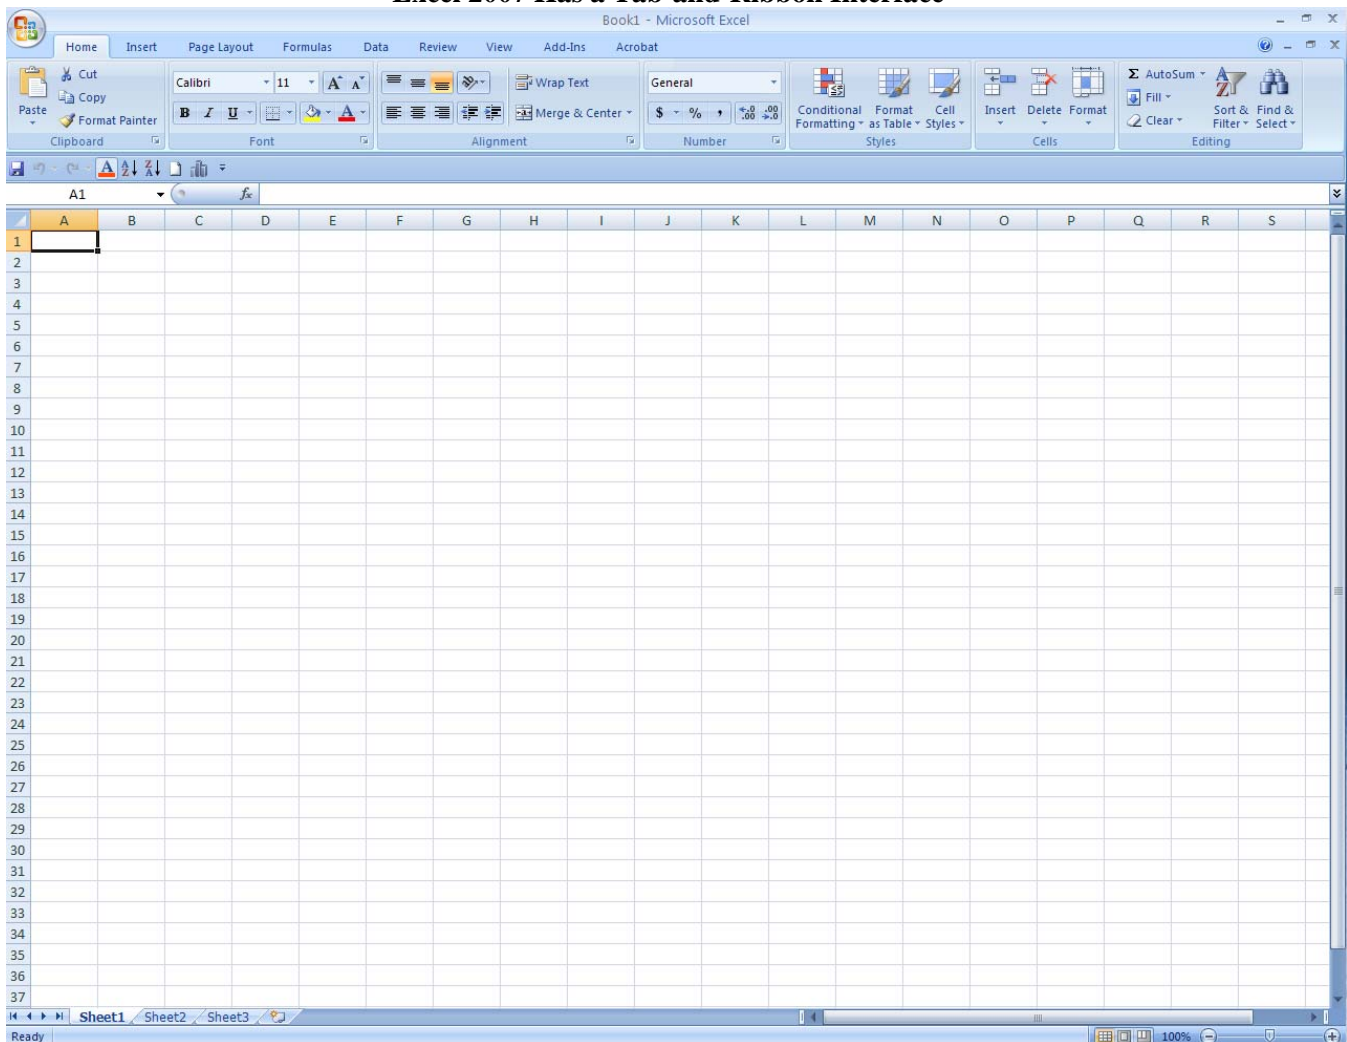 Excel 2007 Has a Tab-and-Ribbon Interface
Book1 - Microsoft Excel
Home Insert Page Layout Formulas Data Review View Add-Ins Acrobat
Cut
Copy
Format Painter
Paste
Clipboard
Calibri 11 A A
B I U A
Font
Wrap Text
Merge & Center
Alignment
General
$ % , .00 .0
Number
Conditional Formatting
Format as Table
Cell Styles
Styles
Insert Delete Format
Cells
Σ AutoSum
Fill
Clear
Sort & Filter
Find & Select
Editing
A1 fx
A B C D E F G H I J K L M N O P Q R S
1
2
3
4
5
6
7
8
9
10
11
12
13
14
15
16
17
18
19
20
21
22
23
24
25
26
27
28
29
30
31
32
33
34
35
36
37
Sheet1 Sheet2 Sheet3
Ready 100%